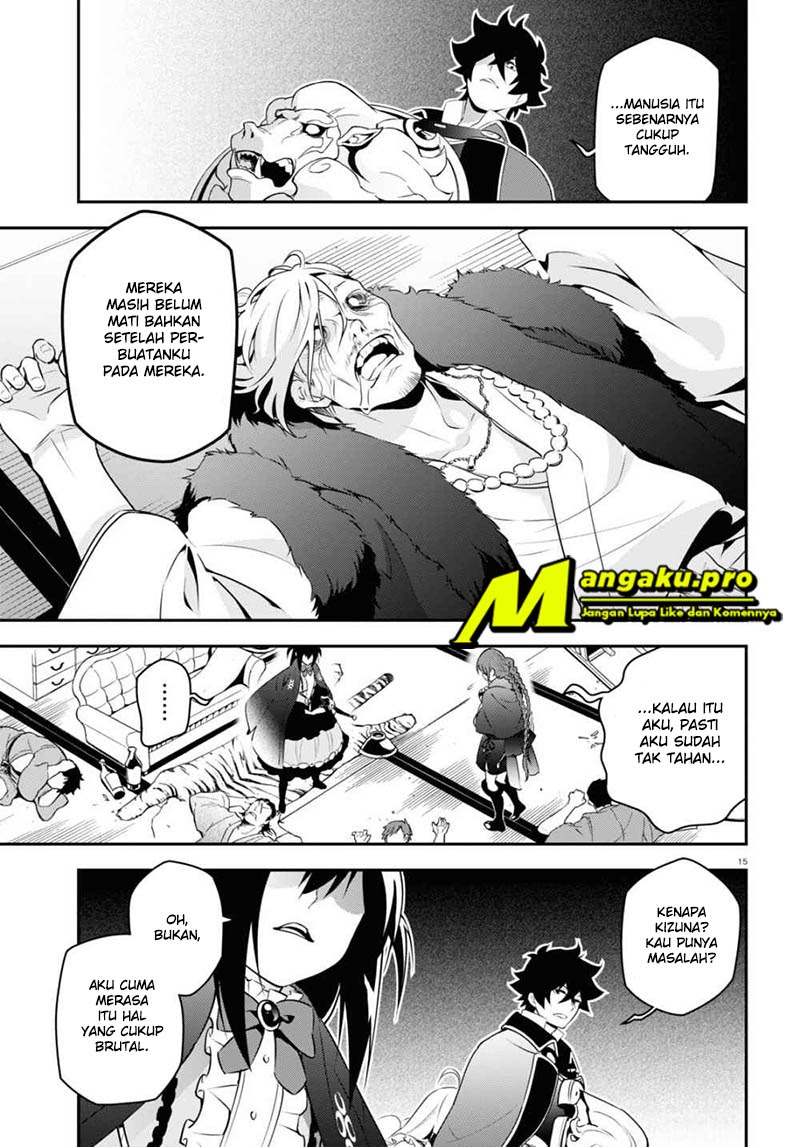 ...MANUSIA ITU
SEBENARNYA
CUKUP
TANGGUH.
MEREKA
MASIH BELUM
MATI BAHKAN
SETELAH PER-
BUATANKU
PADA MEREKA.
Mangaku.pro
Jangan Lupa Like dan Komennya
...KALAU ITU
AKU, PASTI
AKU SUDAH
TAK TAHAN...
......
15
KENAPA
KIZUNA?
KAU PUNYA
MASALAH?
OH,
BUKAN,
AKU CUMA
MERASA
ITU HAL
YANG CUKUP
BRUTAL.